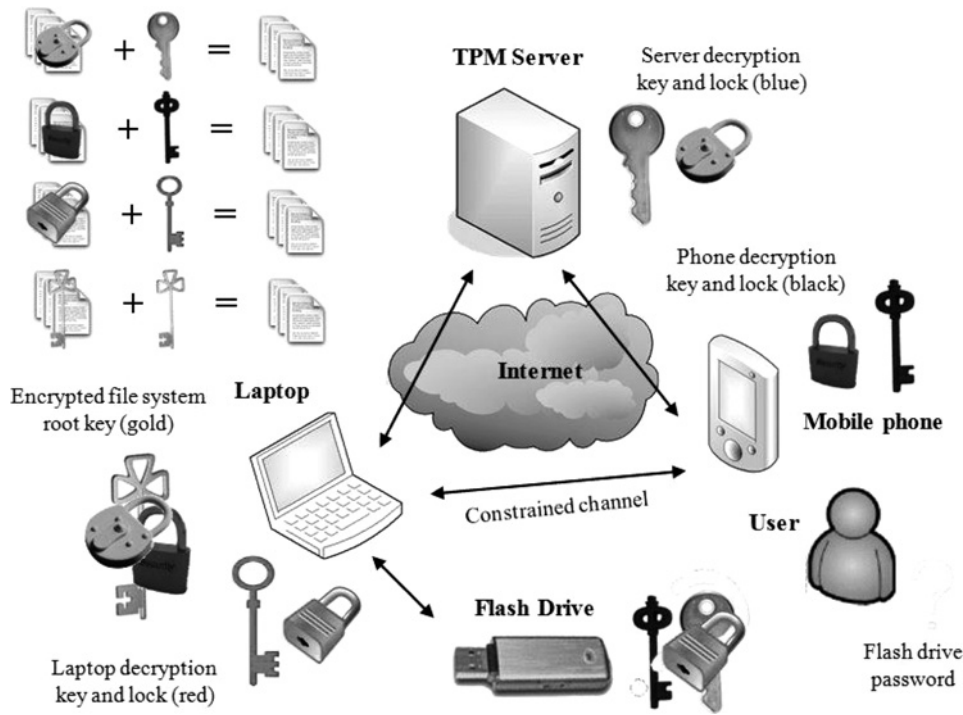 +
=
+
=
+
=
+
=
TPM Server
Server decryption
key and lock (blue)
Phone decryption
key and lock (black)
Internet
Mobile phone
Encrypted file system
root key (gold)
Laptop
Constrained channel
User
Flash Drive
Laptop decryption
key and lock (red)
Flash drive
password